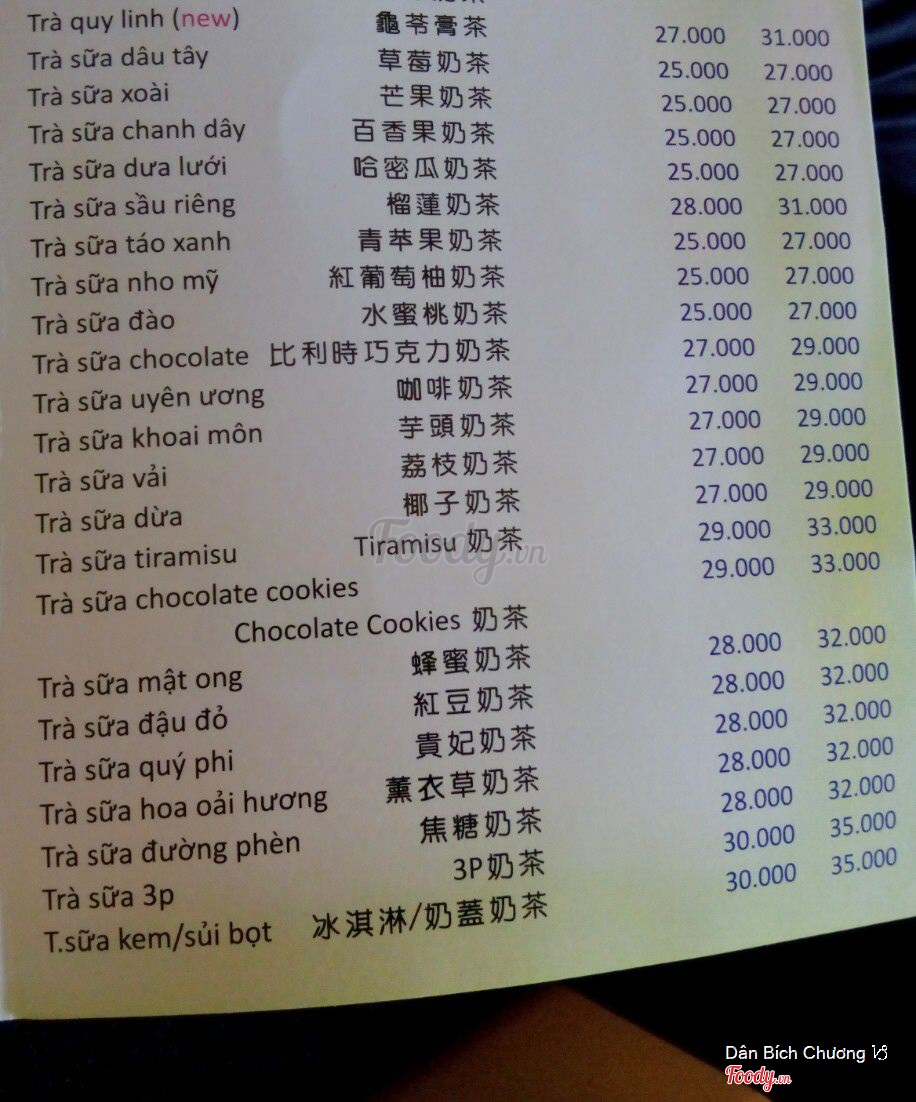 Trà quy linh (new) 龜苓膏茶 27.000 31.000
Trà sữa dâu tây 草莓奶茶 25.000 27.000
Trà sữa xoài 芒果奶茶 25.000 27.000
Trà sữa chanh dây 百香果奶茶 25.000 27.000
Trà sữa dưa lưới 哈密瓜奶茶 25.000 27.000
Trà sữa sầu riêng 榴蓮奶茶 28.000 31.000
Trà sữa táo xanh 青苹果奶茶 25.000 27.000
Trà sữa nho mỹ 紅葡萄柚奶茶 25.000 27.000
Trà sữa đào 水蜜桃奶茶 25.000 27.000
Trà sữa chocolate 比利時巧克力奶茶 27.000 29.000
Trà sữa uyên ương 咖啡奶茶 27.000 29.000
Trà sữa khoai môn 芋頭奶茶 27.000 29.000
Trà sữa vải 荔枝奶茶 27.000 29.000
Trà sữa dừa 椰子奶茶 27.000 29.000
Trà sữa tiramisu Tiramisu 奶茶 29.000 33.000
Trà sữa chocolate cookies 29.000 33.000
Chocolate Cookies 奶茶
Trà sữa mật ong 蜂蜜奶茶 28.000 32.000
Trà sữa đậu đỏ 紅豆奶茶 28.000 32.000
Trà sữa quý phi 貴妃奶茶 28.000 32.000
Trà sữa hoa oải hương 薰衣草奶茶 28.000 32.000
Trà sữa đường phèn 焦糖奶茶 28.000 32.000
Trà sữa 3p 3P奶茶 30.000 35.000
T.sữa kem/sủi bọt 冰淇淋/奶蓋奶茶 30.000 35.000
Foody.vn
Dân Bích Chương
Foody.vn